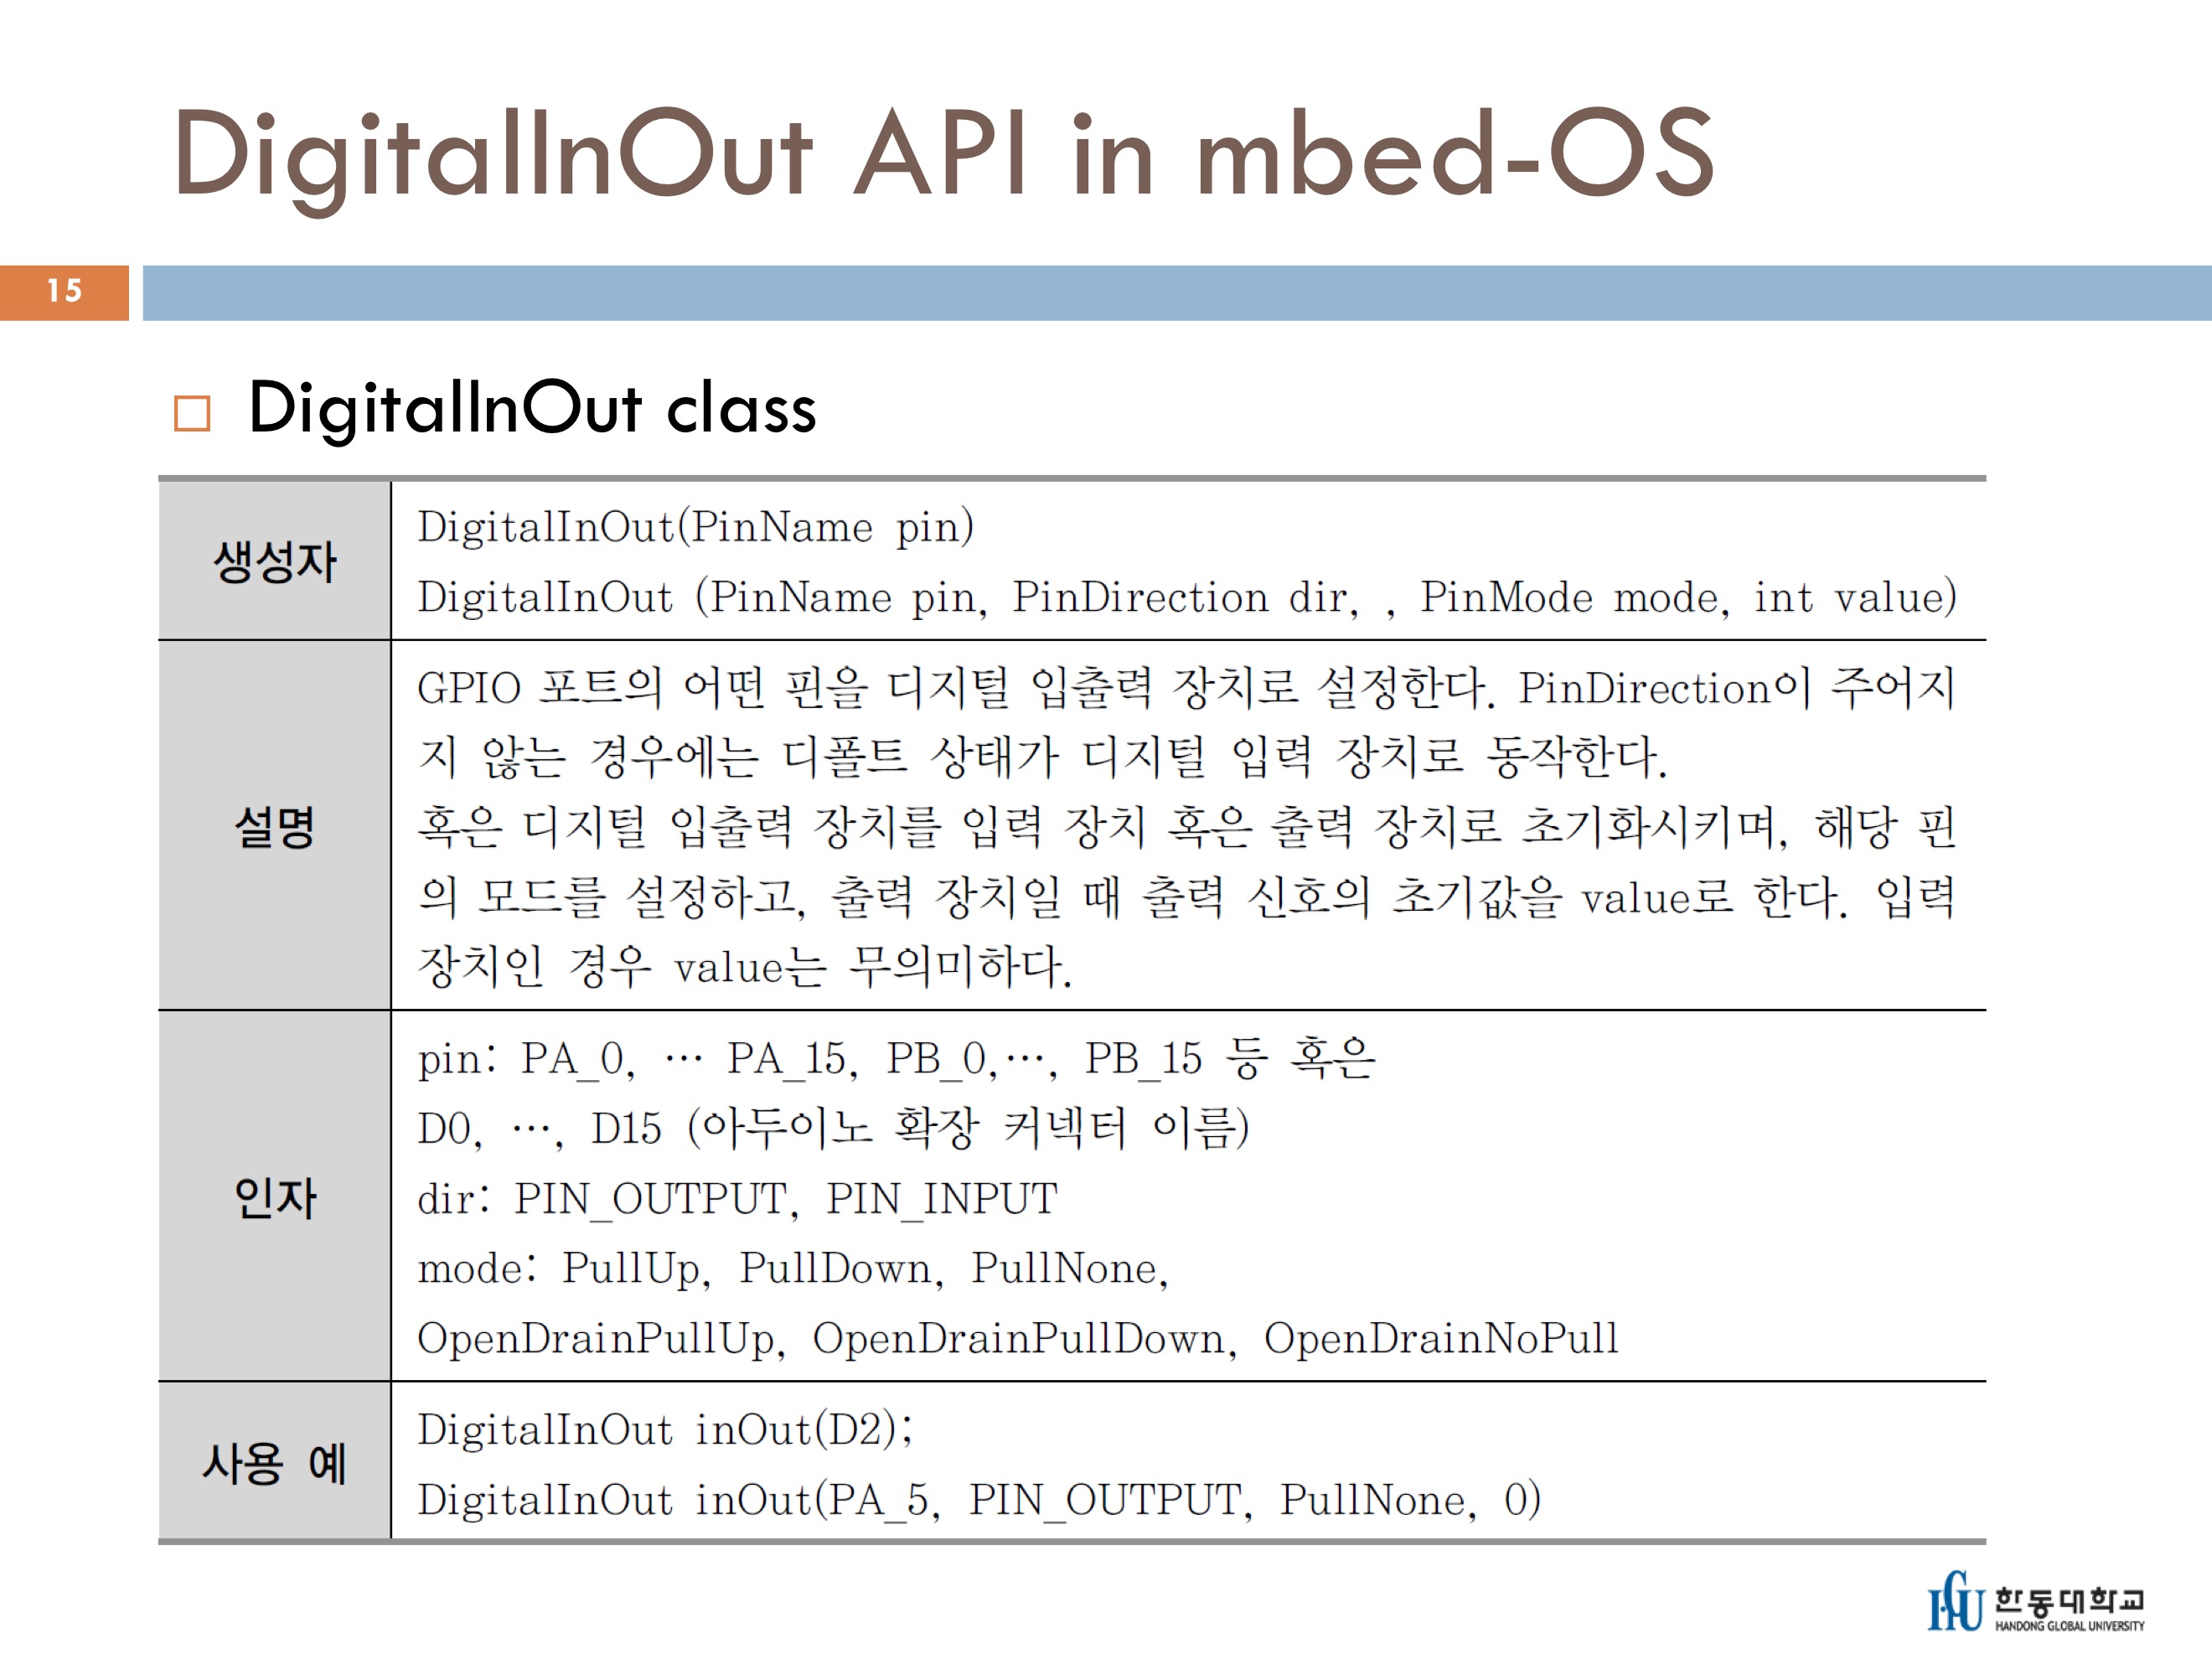 DigitalInOut API in mbed-OS
15
DigitalInOut class
생성자
DigitalInOut(PinName pin)
DigitalInOut (PinName pin, PinDirection dir, , PinMode mode, int value)
설명
GPIO 포트의 어떤 핀을 디지털 입출력 장치로 설정한다. PinDirection이 주어지
지 않는 경우에는 디폴트 상태가 디지털 입력 장치로 동작한다.
혹은 디지털 입출력 장치를 입력 장치 혹은 출력 장치로 초기화시키며, 해당 핀
의 모드를 설정하고, 출력 장치일 때 출력 신호의 초기값을 value로 한다. 입력
장치인 경우 value는 무의미하다.
인자
pin: PA_0, … PA_15, PB_0,…, PB_15 등 혹은
D0, …, D15 (아두이노 확장 커넥터 이름)
dir: PIN_OUTPUT, PIN_INPUT
mode: PullUp, PullDown, PullNone,
OpenDrainPullUp, OpenDrainPullDown, OpenDrainNoPull
사용 예
DigitalInOut inOut(D2);
DigitalInOut inOut(PA_5, PIN_OUTPUT, PullNone, 0)
HGU 한동대학교
HANDONG GLOBAL UNIVERSITY